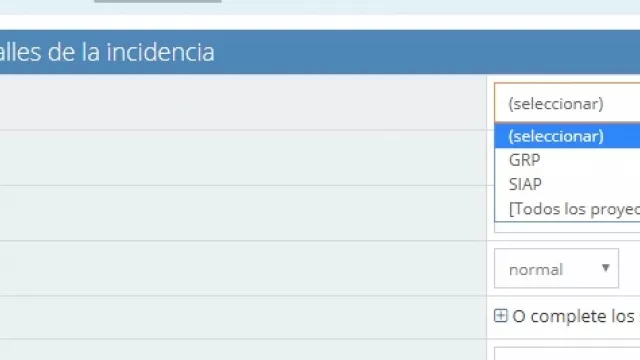 alles de la incidencia
(seleccionar)
(seleccionar)
GRP
SIAP
[Todos los proyec
normal
O complete los